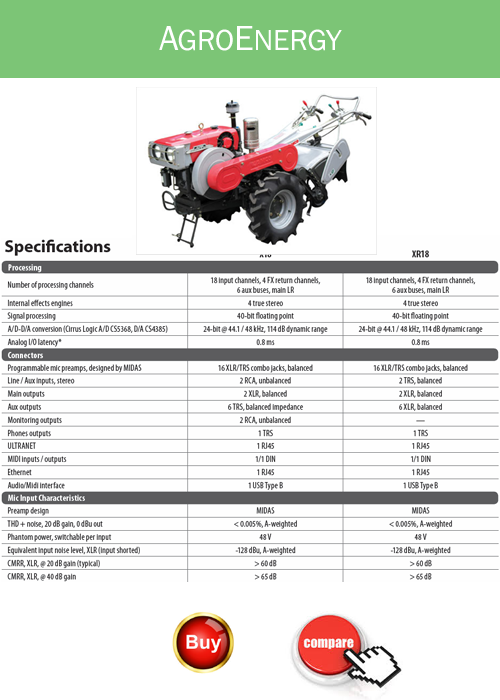 AGROENERGY
Specifications
XR18
Processing
Number of processing channels 18 input channels, 4 FX return channels, 6 aux buses, main LR 18 input channels, 4 FX return channels, 6 aux buses, main LR
Internal effects engines 4 true stereo 4 true stereo
Signal processing 40-bit floating point 40-bit floating point
A/D-D/A conversion (Cirrus Logic A/D CS5368, D/A CS4385) 24-bit @ 44.1 / 48 kHz, 114 dB dynamic range 24-bit @ 44.1 / 48 kHz, 114 dB dynamic range
Analog I/O latency* 0.8 ms 0.8 ms
Connectors
Programmable mic preamps, designed by MIDAS 16 XLR/TRS combo jacks, balanced 16 XLR/TRS combo jacks, balanced
Line / Aux inputs, stereo 2 RCA, unbalanced 2 TRS, balanced
Main outputs 2 XLR, balanced 2 XLR, balanced
Aux outputs 6 TRS, balanced impedance 6 XLR, balanced
Monitoring outputs 2 RCA, unbalanced —
Phones outputs 1 TRS 1 TRS
ULTRANET 1 RJ45 1 RJ45
MIDI inputs / outputs 1/1 DIN 1/1 DIN
Ethernet 1 RJ45 1 RJ45
Audio/Midi interface 1 USB Type B 1 USB Type B
Mic Input Characteristics
Preamp design MIDAS MIDAS
THD + noise, 20 dB gain, 0 dBu out < 0.005%, A-weighted < 0.005%, A-weighted
Phantom power, switchable per input 48 V 48 V
Equivalent input noise level, XLR (input shorted) -128 dBu, A-weighted -128 dBu, A-weighted
CMRR, XLR, @ 20 dB gain (typical) > 60 dB > 60 dB
CMRR, XLR, @ 40 dB gain > 65 dB > 65 dB
Buy
compare